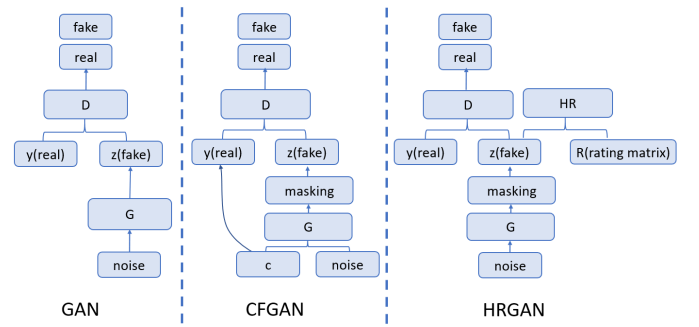 fake
real
D
y(real)
z(fake)
G
noise
GAN
fake
real
D
y(real)
z(fake)
masking
G
c
noise
CFGAN
fake
real
D
HR
y(real)
z(fake)
R(rating matrix)
masking
G
noise
HRGAN